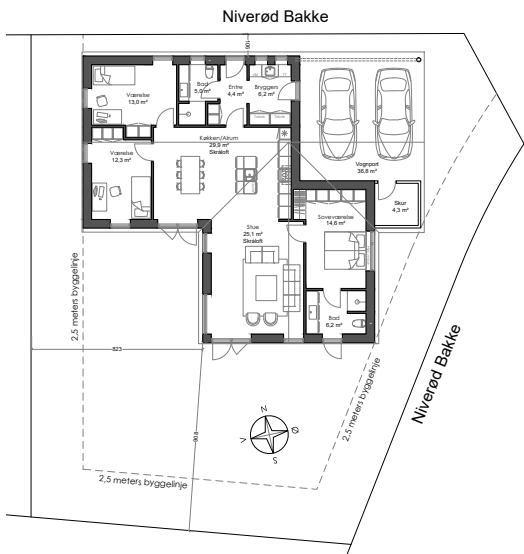 Niverød Bakke
106
Værelse
13,0 m²
Bad
5,0 m²
Entre
4,4 m²
Bryggers
6,2 m²
Køkken/Alrum
29,9 m²
Skråloft
Værelse
12,3 m²
Vognport
36,8 m²
Skur
4,3 m²
Soveværelse
14,6 m²
Stue
25,1 m²
Skråloft
Bad
6,2 m²
2,5 meters byggelinje
823
908
N
Ø
S
V
2,5 meters byggelinje
2,5 meters byggelinje
Niverød Bakke